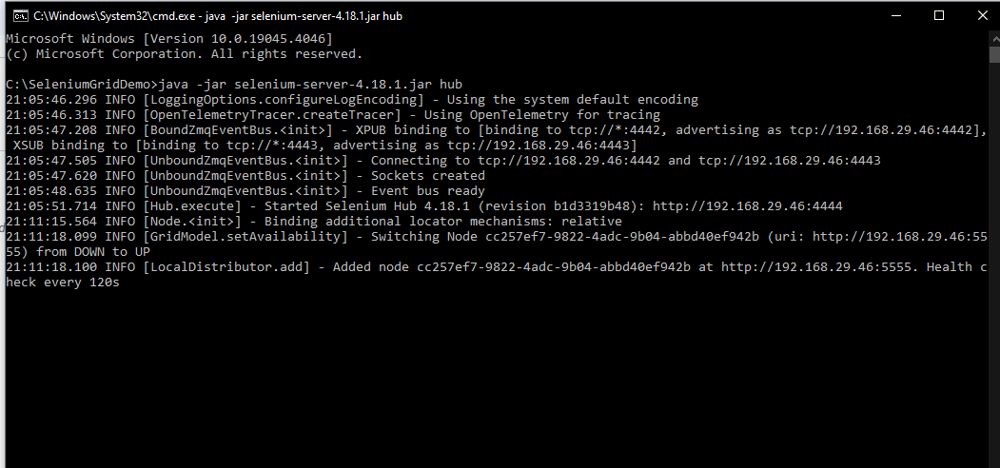 C:\Windows\System32\cmd.exe - java  -jar selenium-server-4.18.1.jar hub
Microsoft Windows [Version 10.0.19045.4046]
(c) Microsoft Corporation. All rights reserved.
C:\SeleniumGridDemo>java -jar selenium-server-4.18.1.jar hub
21:05:46.296 INFO [LoggingOptions.configureLogEncoding] - Using the system default encoding
21:05:46.313 INFO [OpenTelemetryTracer.createTracer] - Using OpenTelemetry for tracing
21:05:47.208 INFO [BoundZmqEventBus.<init>] - XPUB binding to [binding to tcp://*:4442, advertising as tcp://192.168.29.46:4442],
 XSUB binding to [binding to tcp://*:4443, advertising as tcp://192.168.29.46:4443]
21:05:47.505 INFO [UnboundZmqEventBus.<init>] - Connecting to tcp://192.168.29.46:4442 and tcp://192.168.29.46:4443
21:05:47.620 INFO [UnboundZmqEventBus.<init>] - Sockets created
21:05:48.635 INFO [UnboundZmqEventBus.<init>] - Event bus ready
21:05:51.714 INFO [Hub.execute] - Started Selenium Hub 4.18.1 (revision b1d3319b48): http://192.168.29.46:4444
21:11:15.564 INFO [Node.<init>] - Binding additional locator mechanisms: relative
21:11:18.099 INFO [GridModel.setAvailability] - Switching Node cc257ef7-9822-4adc-9b04-abbd40ef942b (uri: http://192.168.29.46:55
55) from DOWN to UP
21:11:18.100 INFO [LocalDistributor.add] - Added node cc257ef7-9822-4adc-9b04-abbd40ef942b at http://192.168.29.46:5555. Health c
heck every 120s